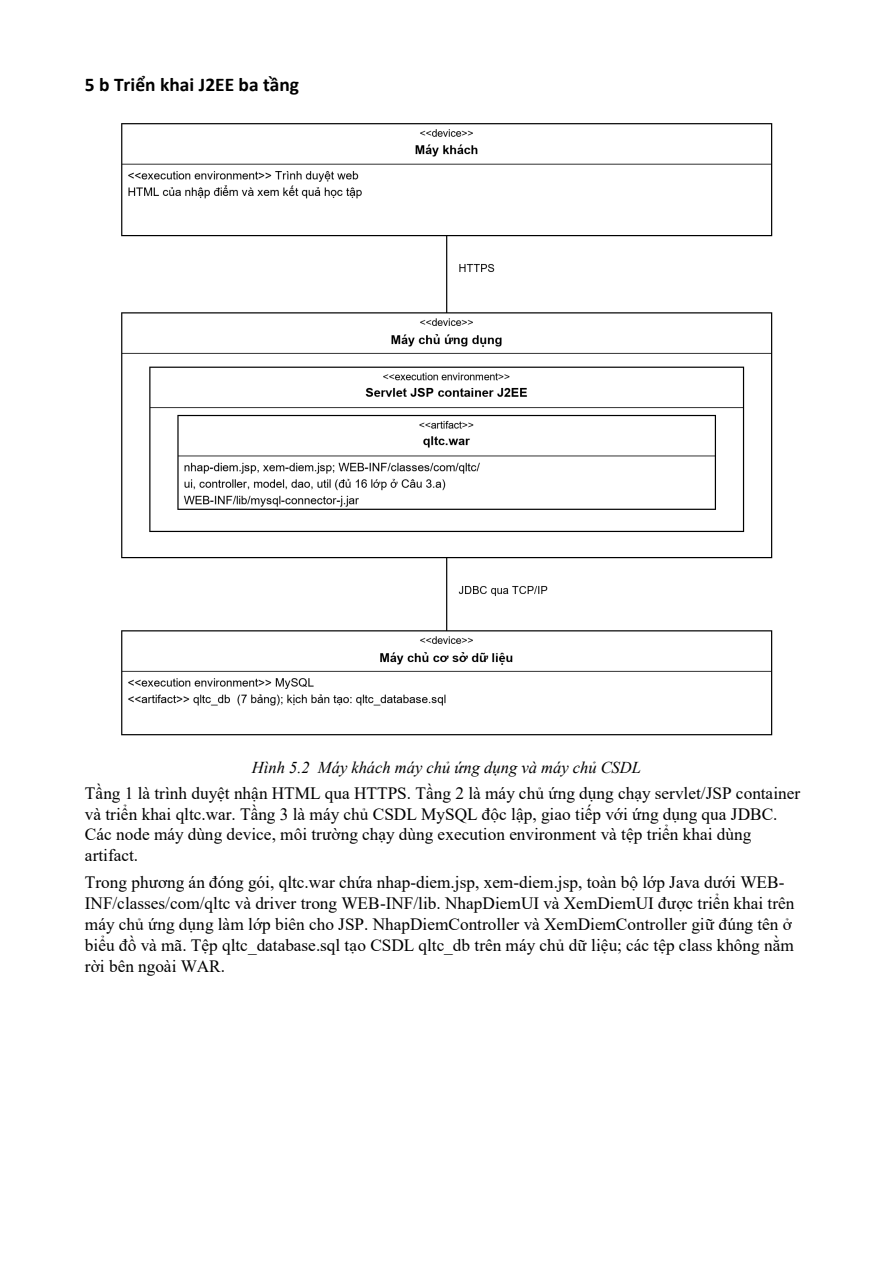 5 b Triển khai J2EE ba tầng
<<device>>
Máy khách
<<execution environment>> Trình duyệt web
HTML của nhập điểm và xem kết quả học tập
HTTPS
<<device>>
Máy chủ ứng dụng
<<execution environment>>
Servlet JSP container J2EE
<<artifact>>
qltc.war
nhap-diem.jsp, xem-diem.jsp; WEB-INF/classes/com/qltc/
ui, controller, model, dao, util (đủ 16 lớp ở Câu 3.a)
WEB-INF/lib/mysql-connector-j.jar
JDBC qua TCP/IP
<<device>>
Máy chủ cơ sở dữ liệu
<<execution environment>> MySQL
<<artifact>> qltc_db (7 bảng); kịch bản tạo: qltc_database.sql
Hình 5.2 Máy khách máy chủ ứng dụng và máy chủ CSDL
Tầng 1 là trình duyệt nhận HTML qua HTTPS. Tầng 2 là máy chủ ứng dụng chạy servlet/JSP container
và triển khai qltc.war. Tầng 3 là máy chủ CSDL MySQL độc lập, giao tiếp với ứng dụng qua JDBC.
Các node máy dùng device, môi trường chạy dùng execution environment và tệp triển khai dùng
artifact.
Trong phương án đóng gói, qltc.war chứa nhap-diem.jsp, xem-diem.jsp, toàn bộ lớp Java dưới WEB-
INF/classes/com/qltc và driver trong WEB-INF/lib. NhapDiemUI và XemDiemUI được triển khai trên
máy chủ ứng dụng làm lớp biên cho JSP. NhapDiemController và XemDiemController giữ đúng tên ở
biểu đồ và mã. Tệp qltc_database.sql tạo CSDL qltc_db trên máy chủ dữ liệu; các tệp class không nằm
rời bên ngoài WAR.